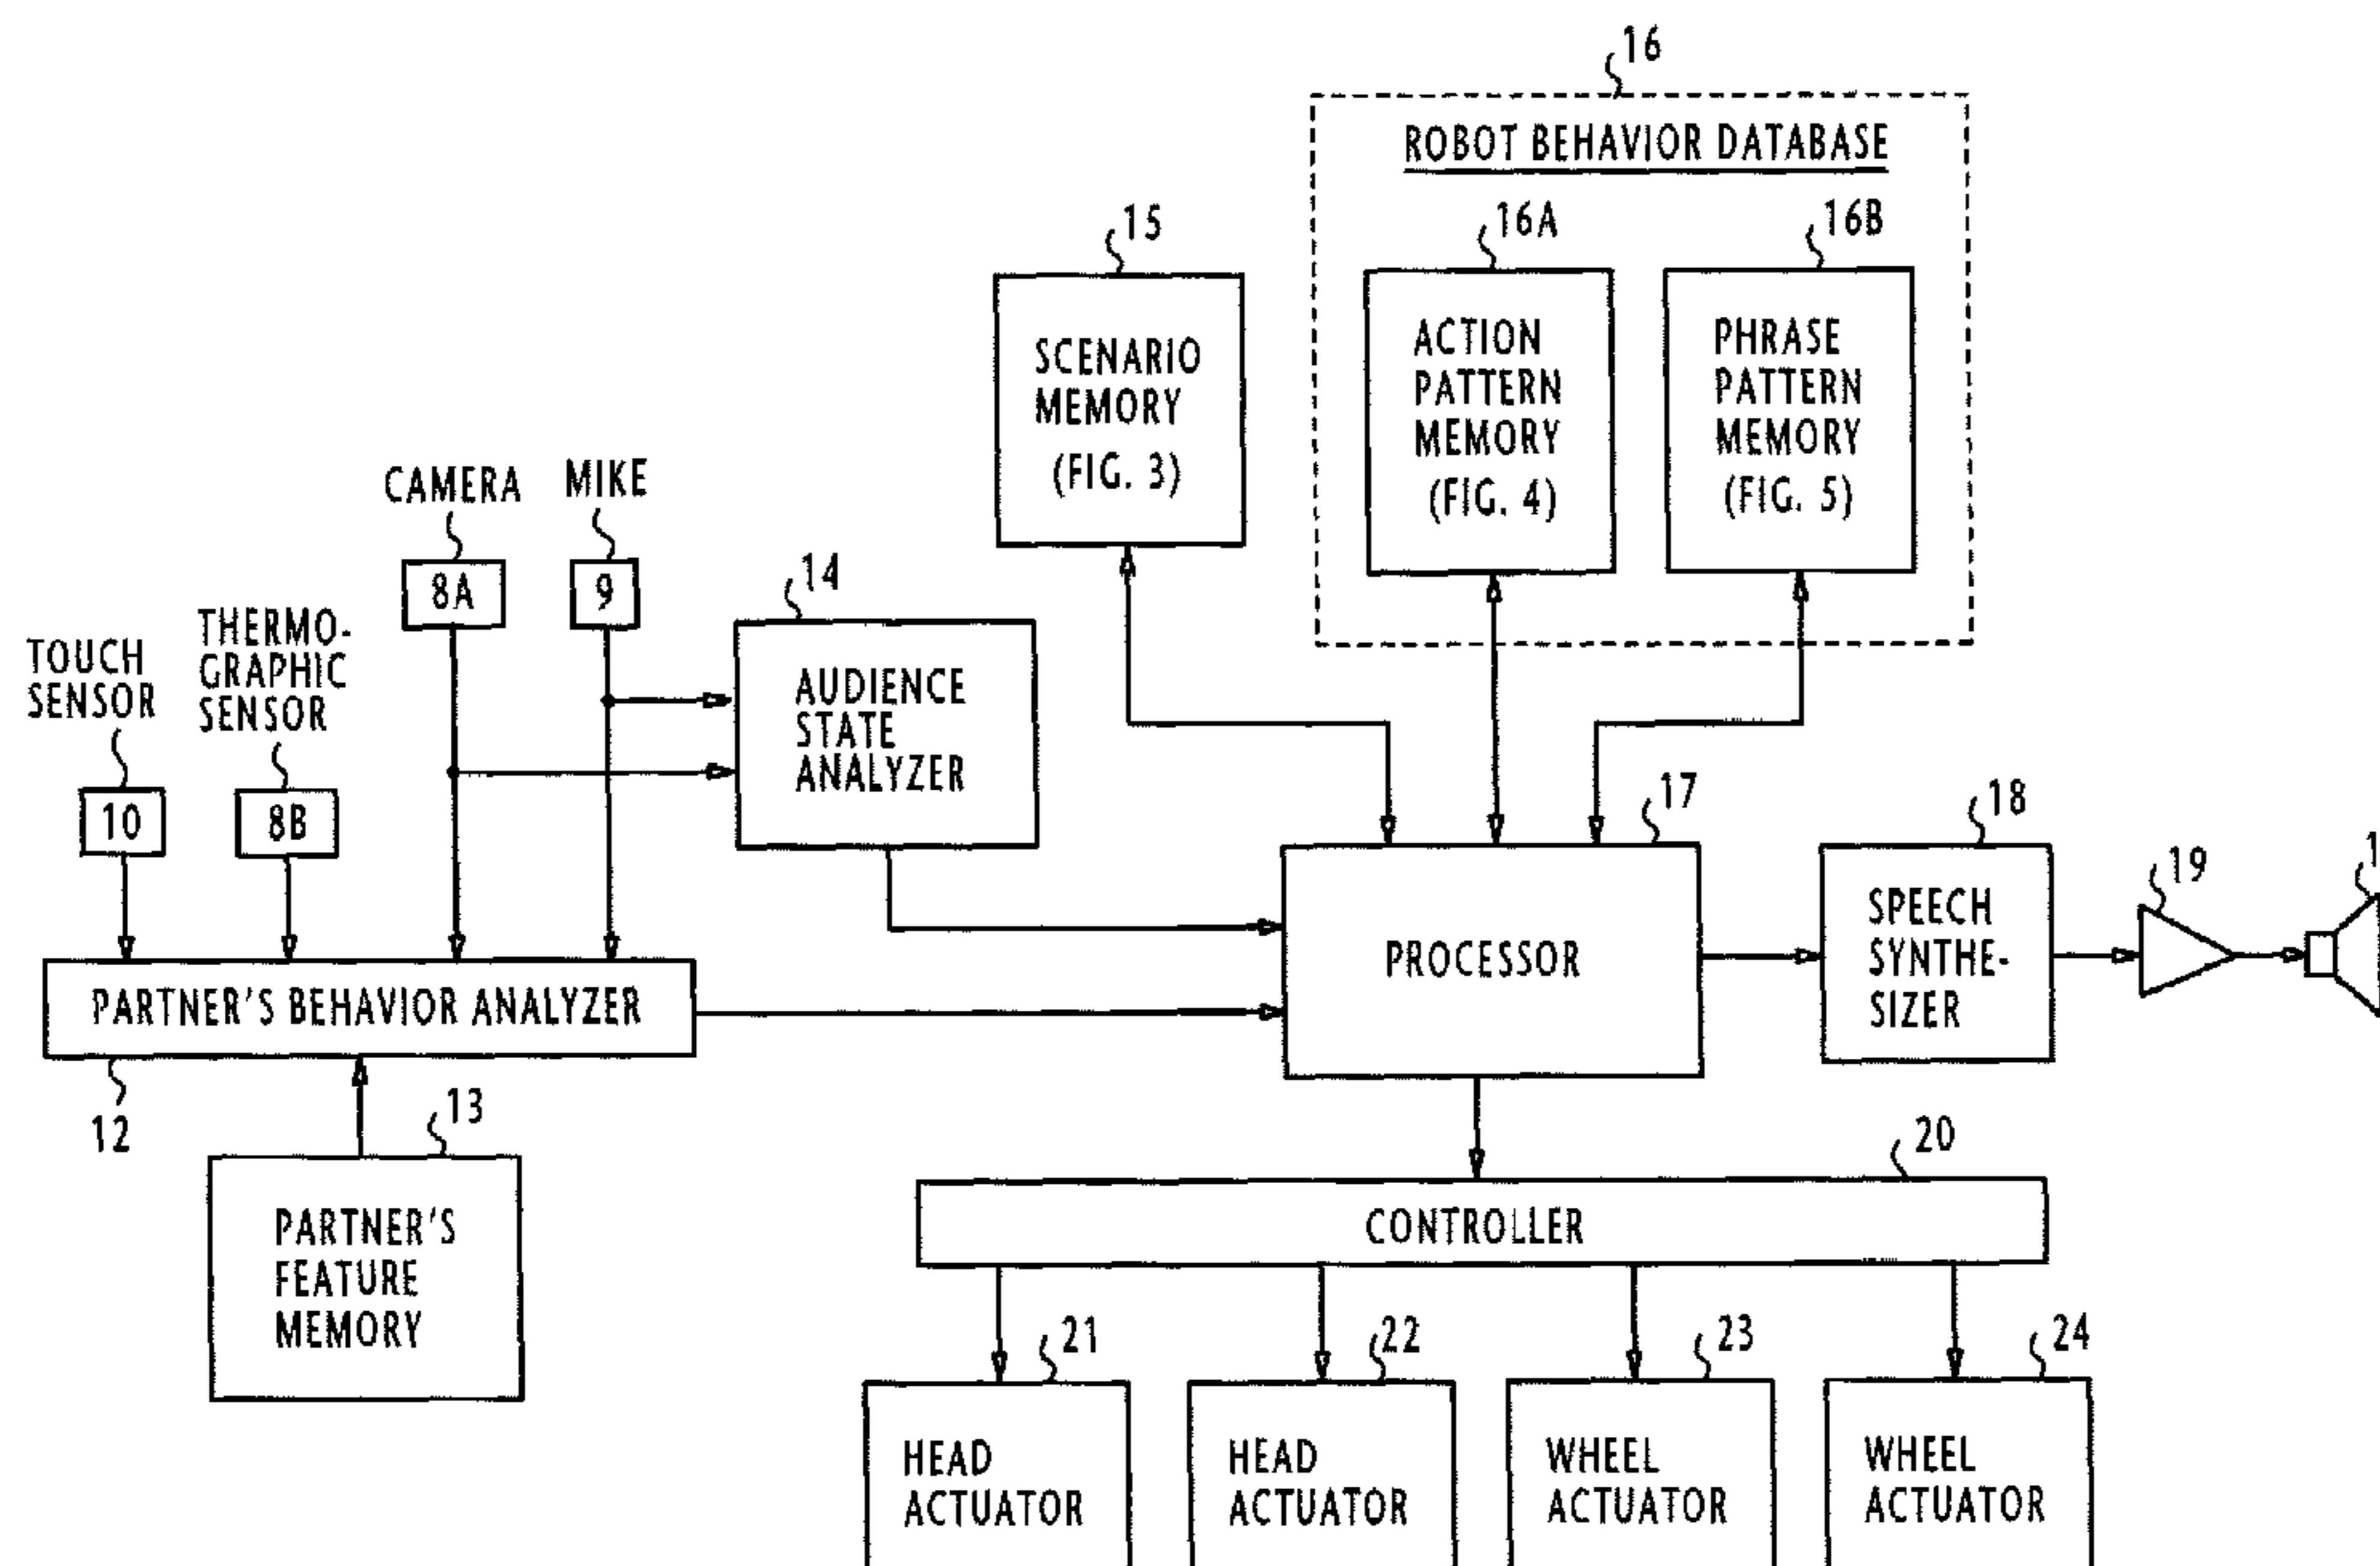 16
ROBOT BEHAVIOR DATABASE
15
16A
16B
SCENARIO
MEMORY
(FIG. 3)
ACTION
PATTERN
MEMORY
(FIG. 4)
PHRASE
PATTERN
MEMORY
(FIG. 5)
CAMERA
MIKE
8A
9
14
TOUCH
SENSOR
THERMO-
GRAPHIC
SENSOR
AUDIENCE
STATE
ANALYZER
10
8B
17
18
19
PROCESSOR
SPEECH
SYNTHE-
SIZER
PARTNER'S BEHAVIOR ANALYZER
12
13
20
PARTNER'S
FEATURE
MEMORY
CONTROLLER
21
22
23
24
HEAD
ACTUATOR
HEAD
ACTUATOR
WHEEL
ACTUATOR
WHEEL
ACTUATOR